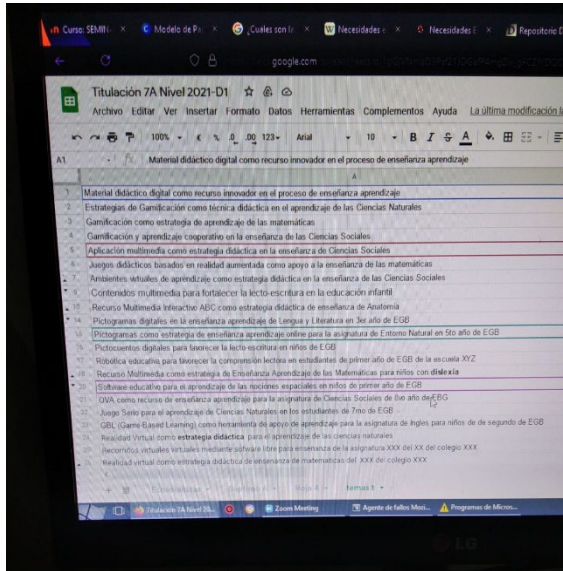 Curso: SEMIN
Modelo de Pa
¿Cuáles son la
Necesidades e
Necesidades E
Repositorio D
google.com
Titulación 7A Nivel 2021-D1
Archivo Editar Ver Insertar Formato Datos Herramientas Complementos Ayuda La última modificación
100% € % .0 .00 123 Arial 10 B I S A
A1 fx Material didáctico digital como recurso innovador en el proceso de enseñanza aprendizaje
A
1 Material didáctico digital como recurso innovador en el proceso de enseñanza aprendizaje
2 Estrategias de Gamificación como técnica didáctica en el aprendizaje de las Ciencias Naturales
3 Gamificación como estrategia de aprendizaje de las matemáticas
4 Gamificación y aprendizaje cooperativo en la enseñanza de las Ciencias Sociales
5 Aplicación multimedia como estrategia didáctica en la enseñanza de Ciencias Sociales
Juegos didácticos basados en realidad aumentada como apoyo a la enseñanza de las matemáticas
Ambientes virtuales de aprendizaje como estrategia didáctica en la enseñanza de las Ciencias Sociales
Contenidos multimedia para fortalecer la lecto-escritura en la educación infantil
Recurso Multimedia Interactivo ABC como estrategia didáctica de enseñanza de Anatomía
Pictogramas digitales en la enseñanza aprendizaje de Lengua y Literatura en 3er año de EGB
Pictogramas como estrategia de enseñanza aprendizaje online para la asignatura de Entorno Natural en 5to año de EGB
Pictocuentos digitales para favorecer la lecto escritura en niños de EGB
Robótica educativa para favorecer la comprensión lectora en estudiantes de primer año de EGB de la escuela XYZ
Recurso Multimedia como estrategia de Enseñanza Aprendizaje de las Matemáticas para niños con dislexia
Software educativo para el aprendizaje de las nociones espaciales en niños de primer año de EGB
OVA como recurso de enseñanza aprendizaje para la asignatura de Ciencias Sociales de 8vo año de EBG
Juego Serio para el aprendizaje de Ciencias Naturales en los estudiantes de 7mo de EGB
GBL (Game-Based Learning) como herramienta de apoyo de aprendizaje para la asignatura de Ingles para niños de de segundo de EGB
Realidad Virtual como estrategia didáctica para el aprendizaje de las ciencias naturales
Recorridos virtuales virtuales mediante software libre para enseñanza de la asignatura XXX del XX del colegio XXX
Realidad virtual como estrategia didáctica de enseñanza de matemáticas del XXX del colegio XXX
temas 1
Titulación 7A Nivel 20... Zoom Meeting Agente de fallos Mozi... Programas de Micros...
LG